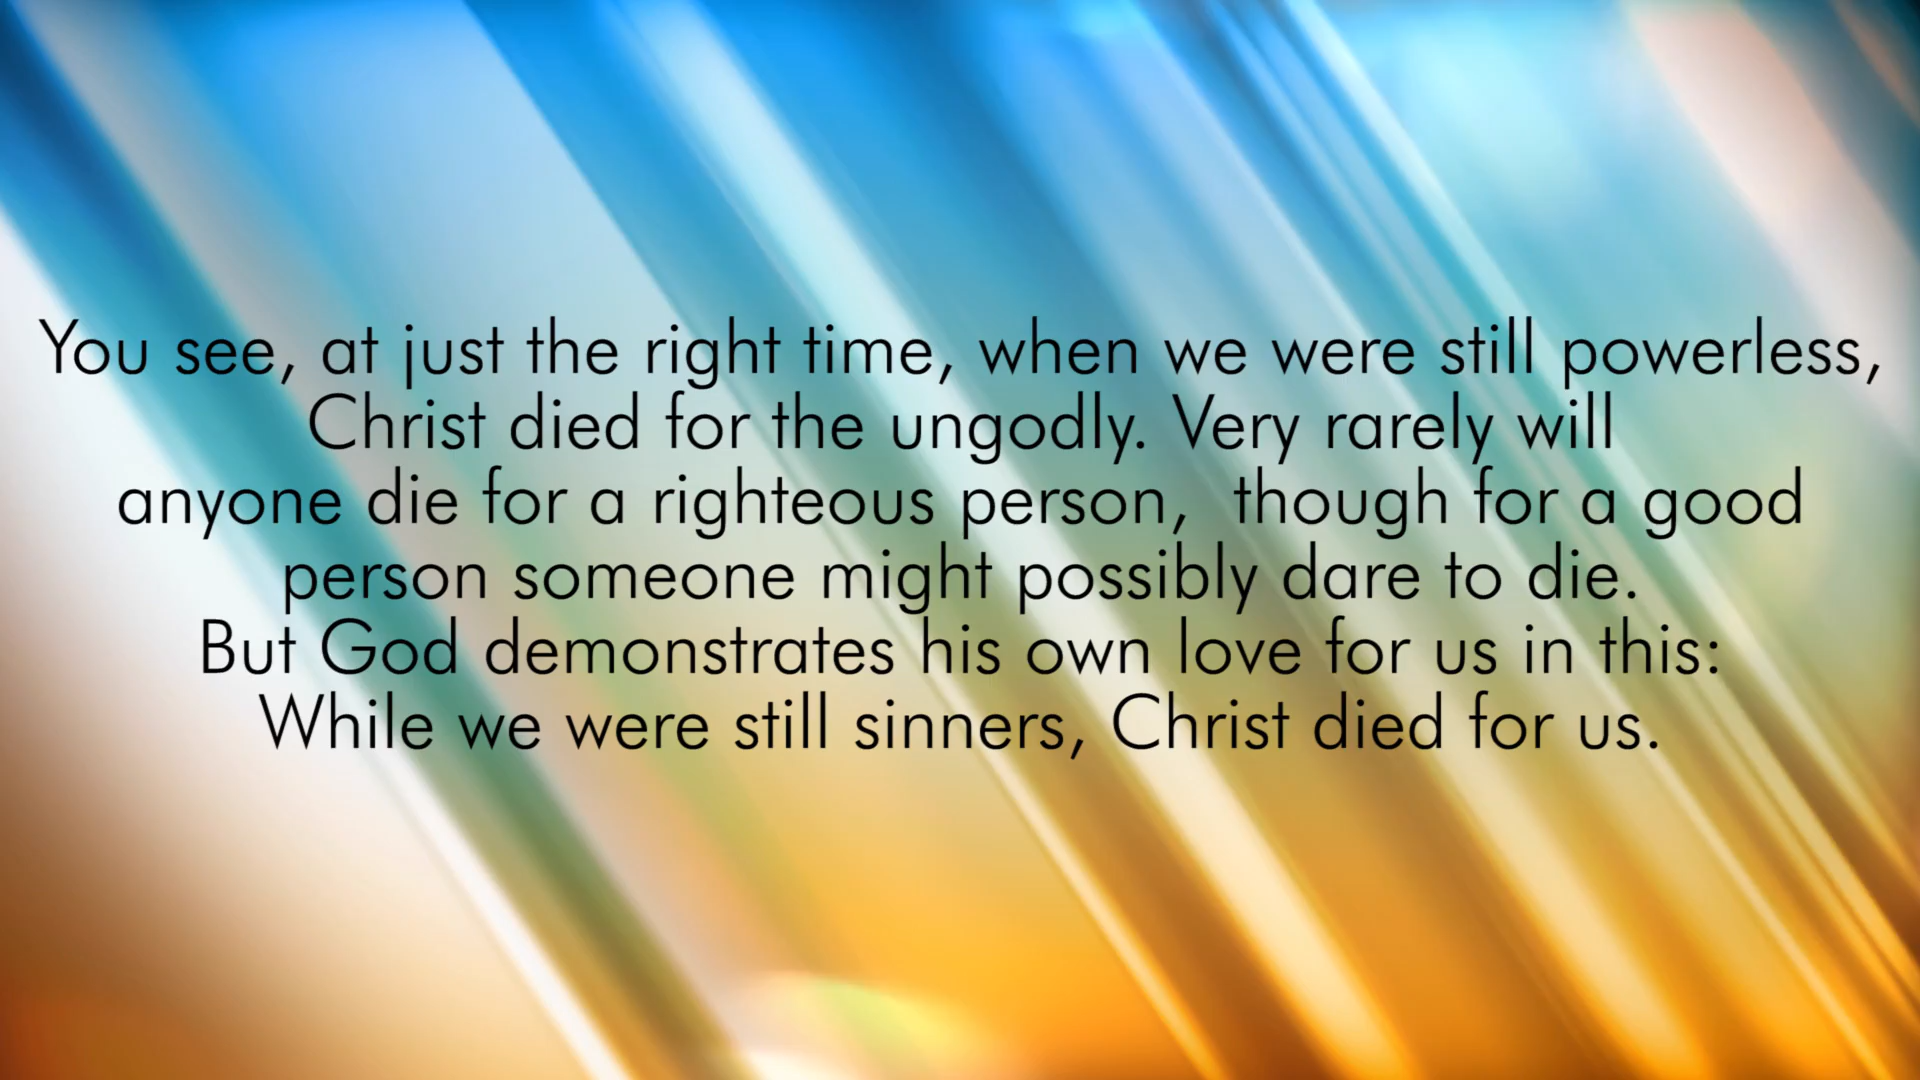 You see, at just the right time, when we were still powerless,
Christ died for the ungodly. Very rarely will
anyone die for a righteous person,  though for a good
person someone might possibly dare to die.
But God demonstrates his own love for us in this:
While we were still sinners, Christ died for us.